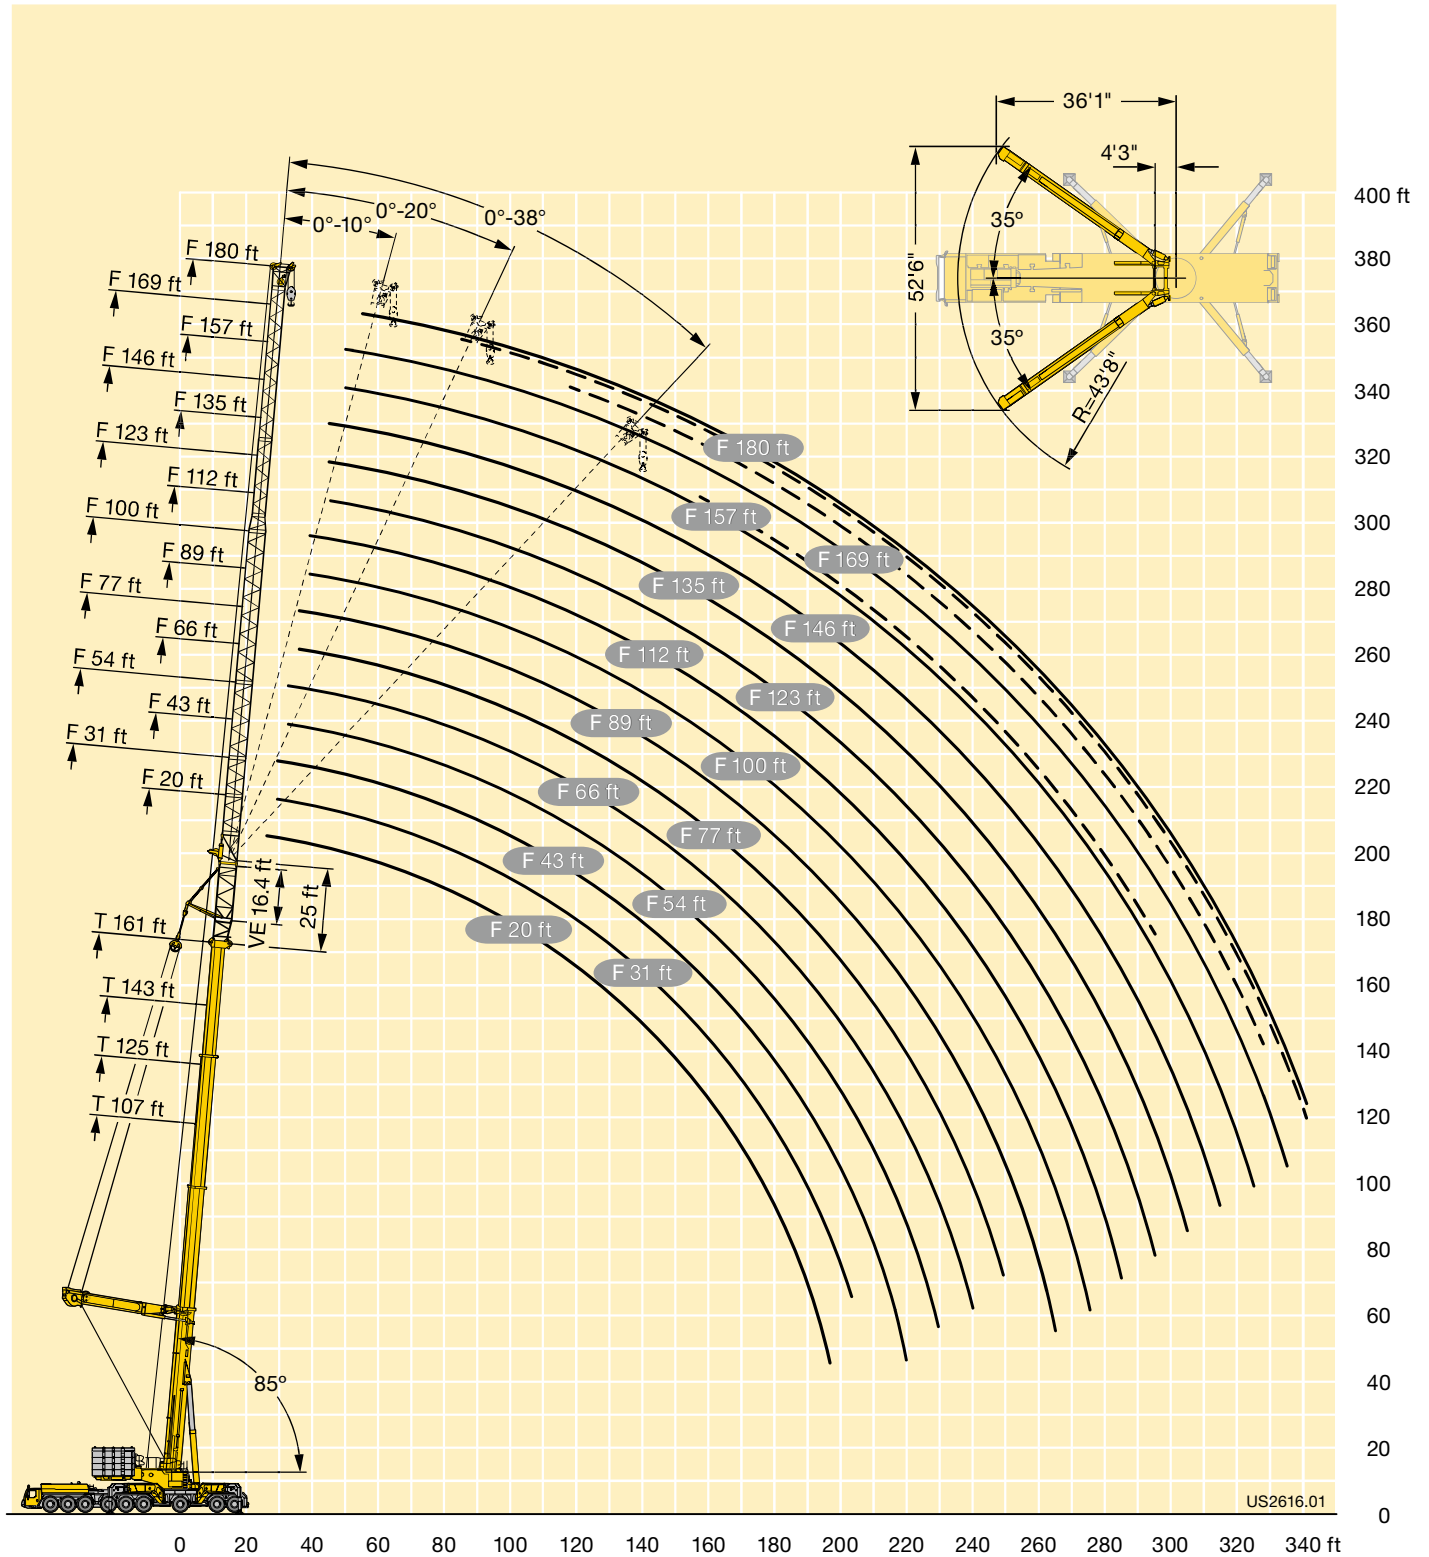 36'1"
4'3"
400 ft
0°-38°
0°-20°
0°-10°
35°
52'6"
35°
R=43'8"
F 180 ft
F 169 ft
F 157 ft
F 146 ft
F 135 ft
F 123 ft
F 112 ft
F 100 ft
F 89 ft
F 77 ft
F 66 ft
F 54 ft
F 43 ft
F 31 ft
F 20 ft
VE 16.4 ft
25 ft
T 161 ft
T 143 ft
T 125 ft
T 107 ft
85°
F 180 ft
F 157 ft
F 169 ft
F 135 ft
F 146 ft
F 112 ft
F 123 ft
F 89 ft
F 100 ft
F 66 ft
F 77 ft
F 43 ft
F 54 ft
F 20 ft
F 31 ft
380
360
340
320
300
280
260
240
220
200
180
160
140
120
100
80
60
40
20
0
US2616.01
0 20 40 60 80 100 120 140 160 180 200 220 240 260 280 300 320 340 ft